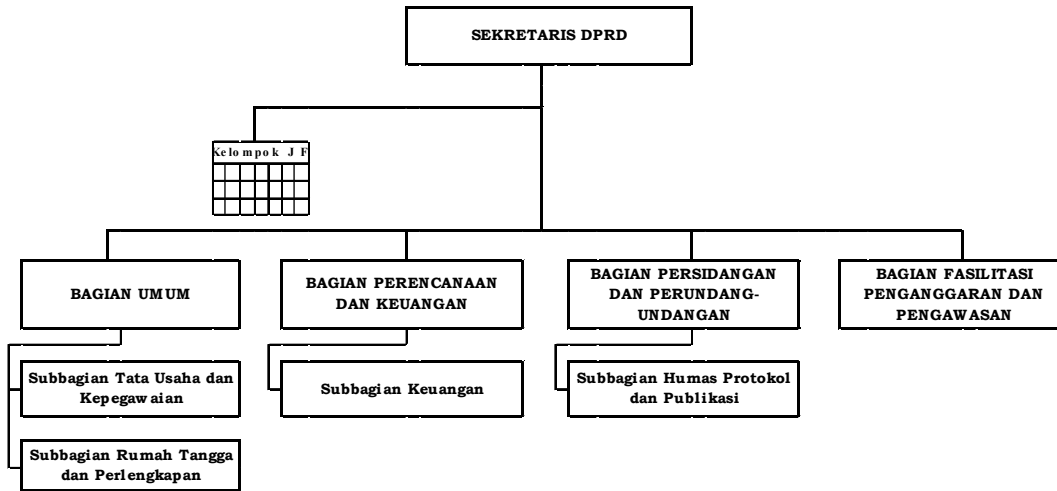 SEKRETARIS DPRD
Kelompok J F
BAGIAN UMUM
BAGIAN PERENCANAAN
DAN KEUANGAN
BAGIAN PERSIDANGAN
DAN PERUNDANG-
UNDANGAN
BAGIAN FASILITASI
PENGANGGARAN DAN
PENGAWASAN
Subbagian Tata Usaha dan
Kepegawaian
Subbagian Keuangan
Subbagian Humas Protokol
dan Publikasi
Subbagian Rumah Tangga
dan Perlengkapan